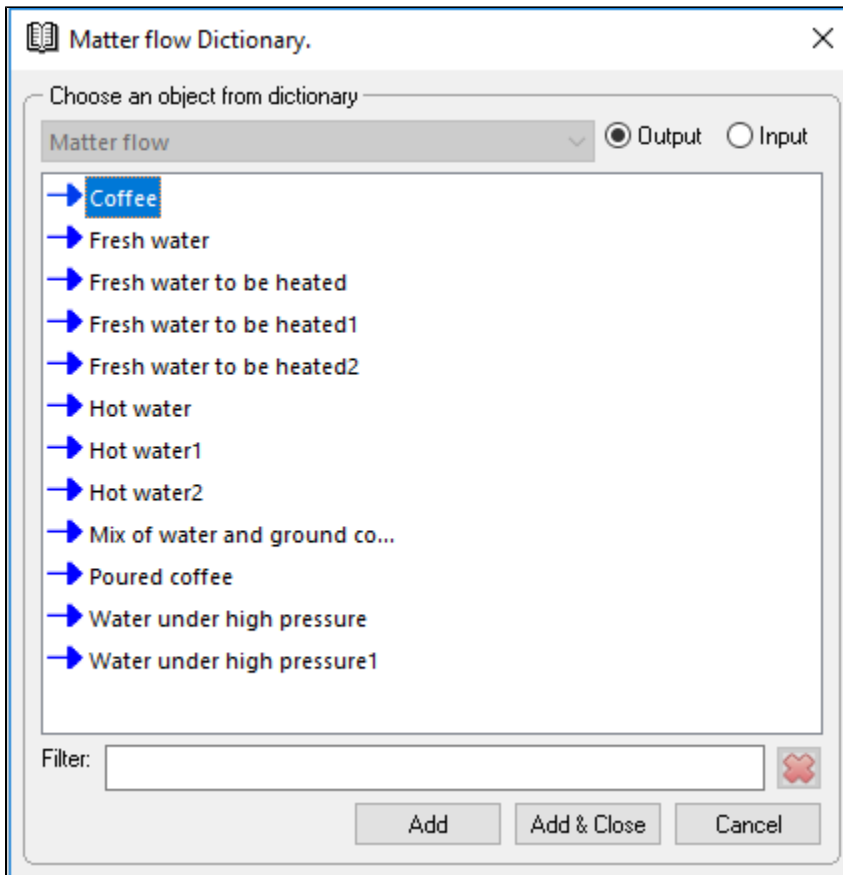 Matter flow Dictionary.
Choose an object from dictionary
Matter flow Output Input
Coffee
Fresh water
Fresh water to be heated
Fresh water to be heated1
Fresh water to be heated2
Hot water
Hot water1
Hot water2
Mix of water and ground co...
Poured coffee
Water under high pressure
Water under high pressure1
Filter:
Add Add & Close Cancel